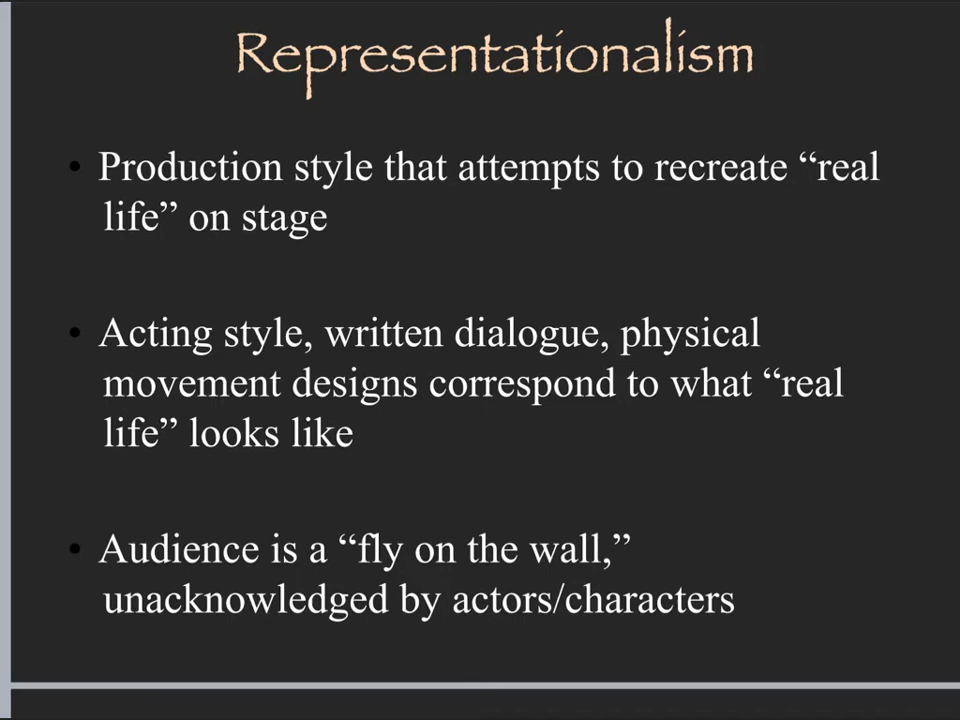 Representationalism
• Production style that attempts to recreate “real
life” on stage
• Acting style, written dialogue, physical
movement designs correspond to what “real
life” looks like
• Audience is a “fly on the wall,”
unacknowledged by actors/characters